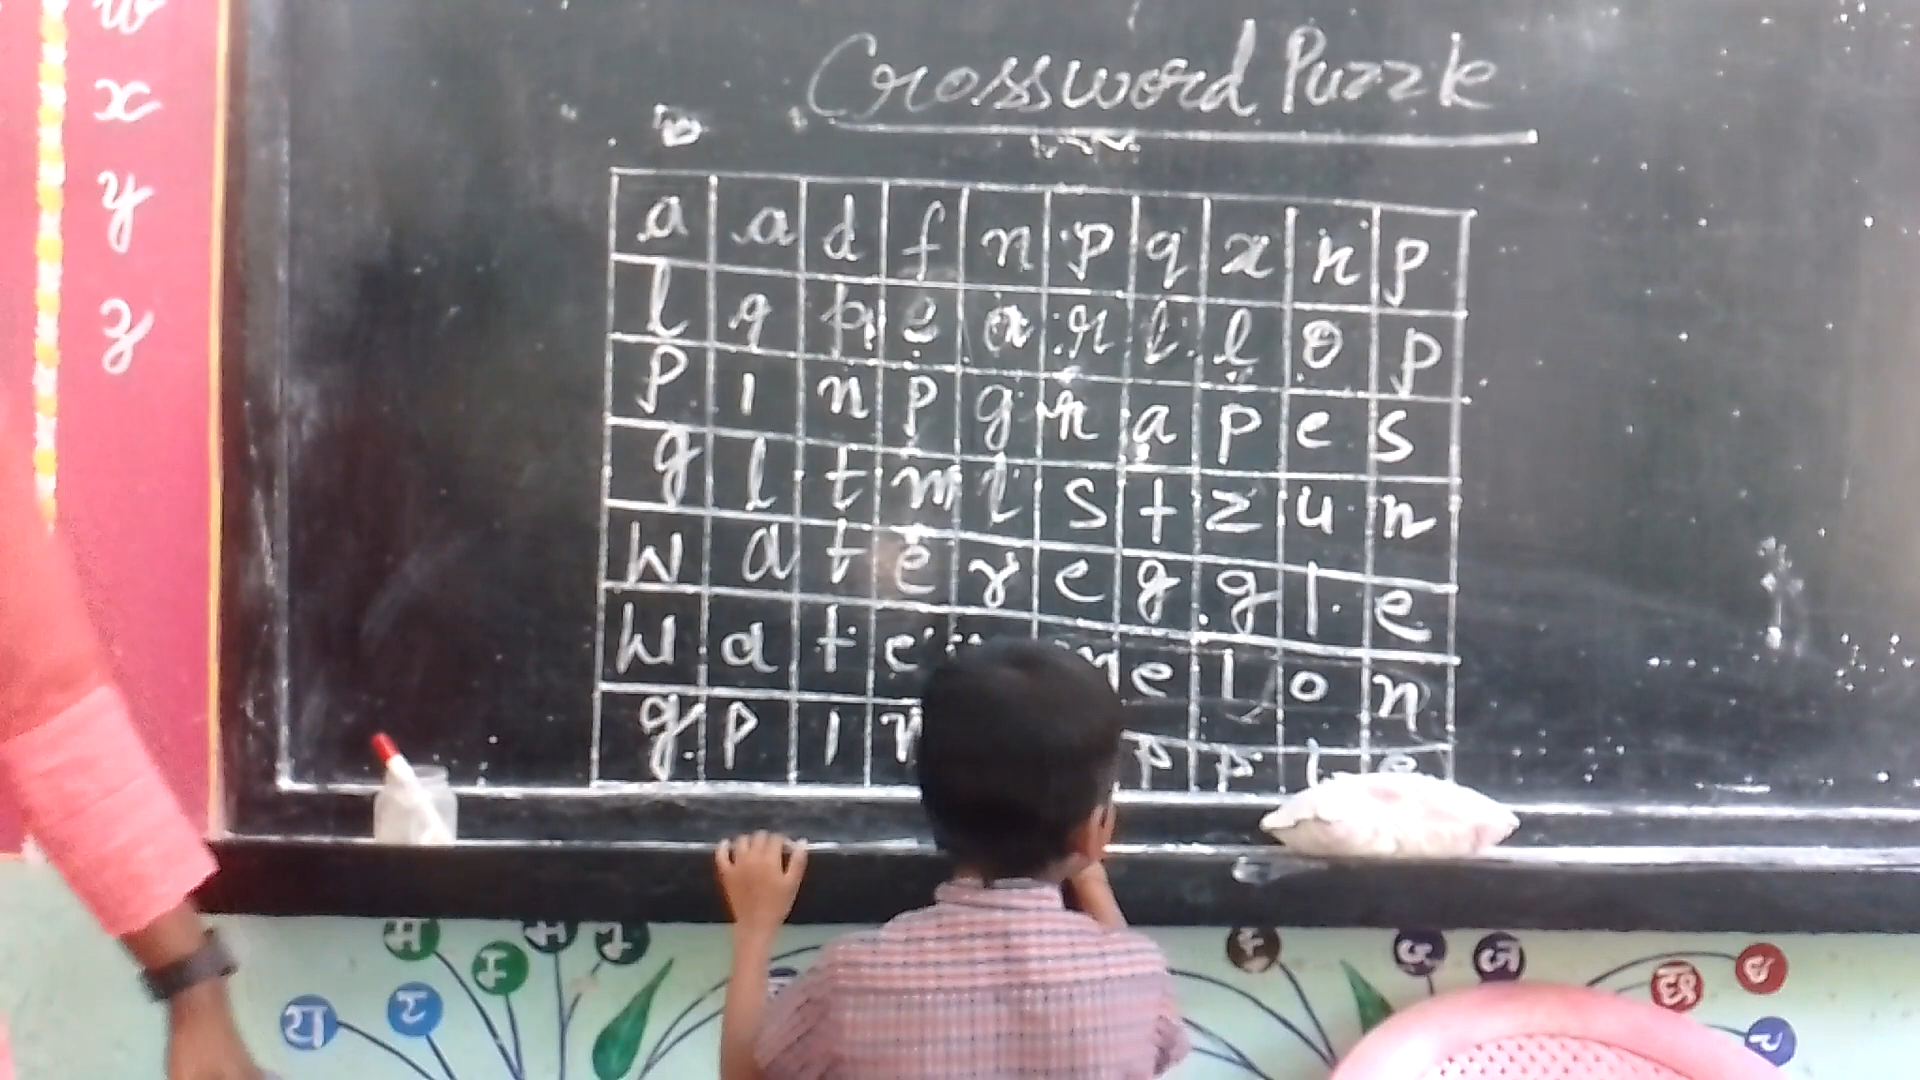 w
x
y
z
Crossword Puzzle
a a d f n p q x r p
l q p e a r l l o p
p i n p g r a p e s
g l t m l s t z u n
w a t e r e g g l e
w a t e m e l o n
g p i n p p l e
म
य
र